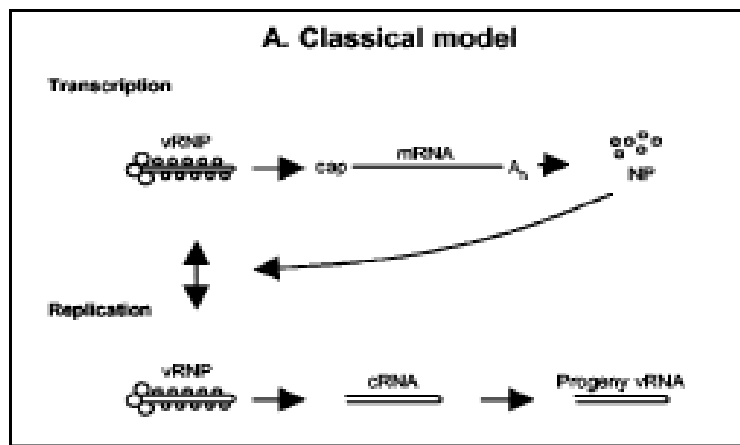 A. Classical model
Transcription
vRNP
cap
mRNA
An
NP
Replication
vRNP
cRNA
Progeny vRNA